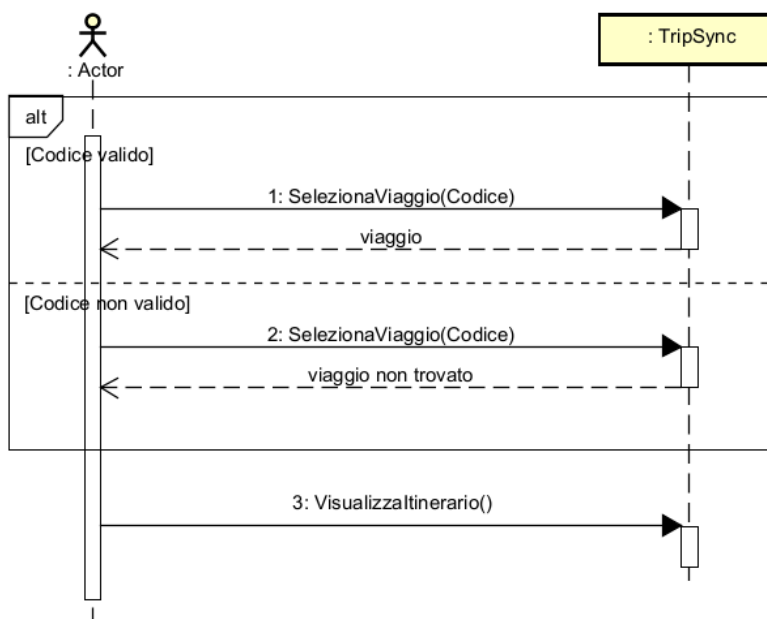 : Actor
: TripSync
alt
[Codice valido]
1: SelezionaViaggio(Codice)
viaggio
[Codice non valido]
2: SelezionaViaggio(Codice)
viaggio non trovato
3: VisualizzaItinerario()